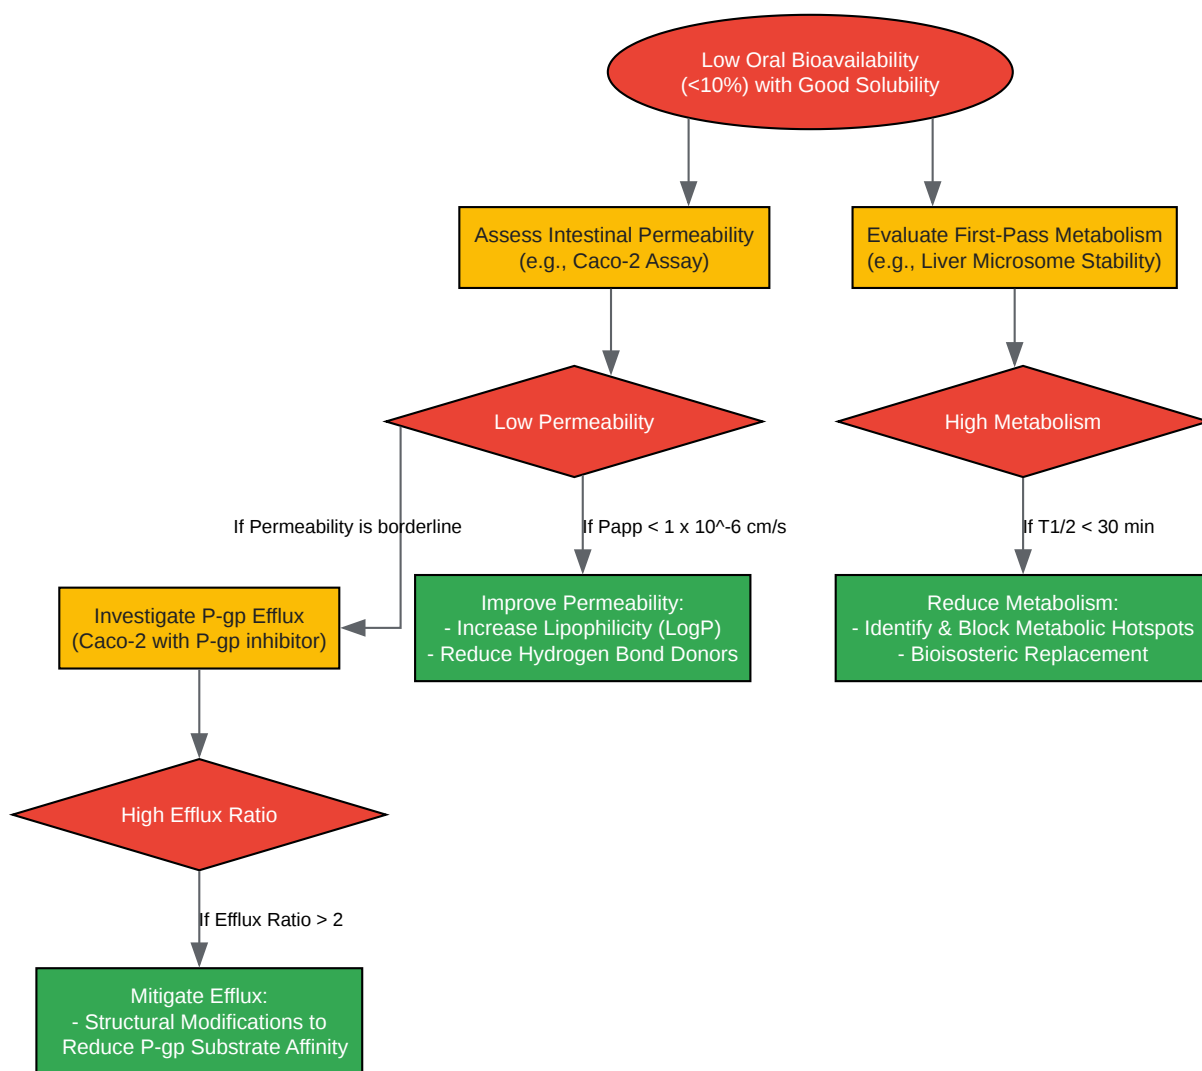 Low Oral Bioavailability
(<10%) with Good Solubility
Assess Intestinal Permeability
(e.g., Caco-2 Assay)
Evaluate First-Pass Metabolism
(e.g., Liver Microsome Stability)
Low Permeability
High Metabolism
If Permeability is borderline
If Papp < 1 x 10^-6 cm/s
If T1/2 < 30 min
Investigate P-gp Efflux
(Caco-2 with P-gp inhibitor)
Improve Permeability:
- Increase Lipophilicity (LogP)
- Reduce Hydrogen Bond Donors
Reduce Metabolism:
- Identify & Block Metabolic Hotspots
- Bioisosteric Replacement
High Efflux Ratio
If Efflux Ratio > 2
Mitigate Efflux:
- Structural Modifications to
Reduce P-gp Substrate Affinity